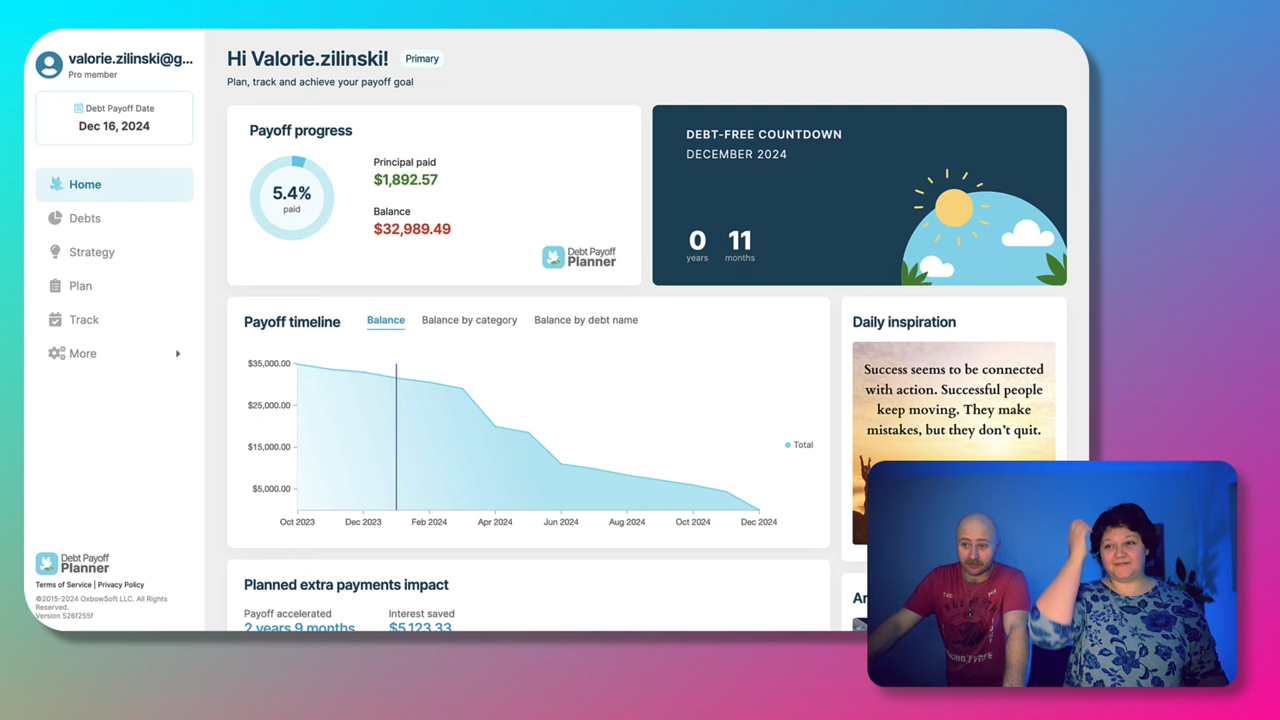 valorie.zilinski@g...
Pro member
Debt Payoff Date
Dec 16, 2024
Home
Debts
Strategy
Plan
Track
More
Debt Payoff
Planner
Terms of Service | Privacy Policy
©2015-2024 OxbowSoft LLC. All Rights
Reserved.
Version 526f255f
Hi Valorie.zilinski! Primary
Plan, track and achieve your payoff goal
Payoff progress
5.4%
paid
Principal paid
$1,892.57
Balance
$32,989.49
Debt Payoff
Planner
DEBT-FREE COUNTDOWN
DECEMBER 2024
0 11
years months
Payoff timeline Balance Balance by category Balance by debt name
$35,000.00
$25,000.00
$15,000.00
$5,000.00
Oct 2023 Dec 2023 Feb 2024 Apr 2024 Jun 2024 Aug 2024 Oct 2024 Dec 2024
Total
Daily inspiration
Success seems to be connected
with action. Successful people
keep moving. They make
mistakes, but they don't quit.
Planned extra payments impact
Payoff accelerated Interest saved
2 years 9 months $5,123.33